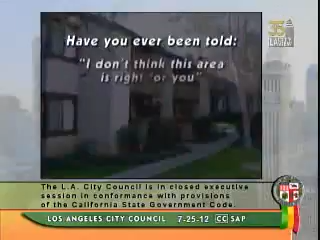 35
LACityView
Have you ever been told:
"I don't think this area
is right for you"
The L.A. City Council is in closed executive
session in conformance with provisions
of the California State Government Code.
LOS ANGELES CITY COUNCIL 7-25-12 CC SAP